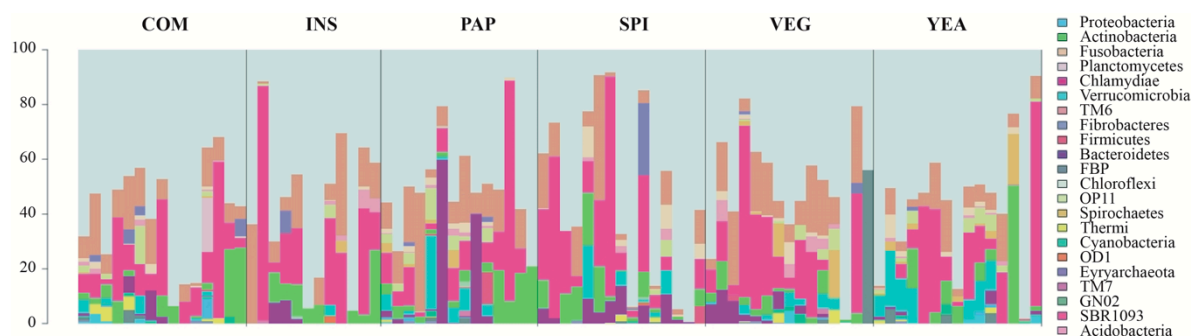 COM INS PAP SPI VEG YEA
100
80
60
40
20
0
Proteobacteria
Actinobacteria
Fusobacteria
Planctomycetes
Chlamydiae
Verrucomicrobia
TM6
Fibrobacteres
Firmicutes
Bacteroidetes
FBP
Chloroflexi
OP11
Spirochaetes
Thermi
Cyanobacteria
OD1
Eyryarchaeota
TM7
GN02
SBR1093
Acidobacteria